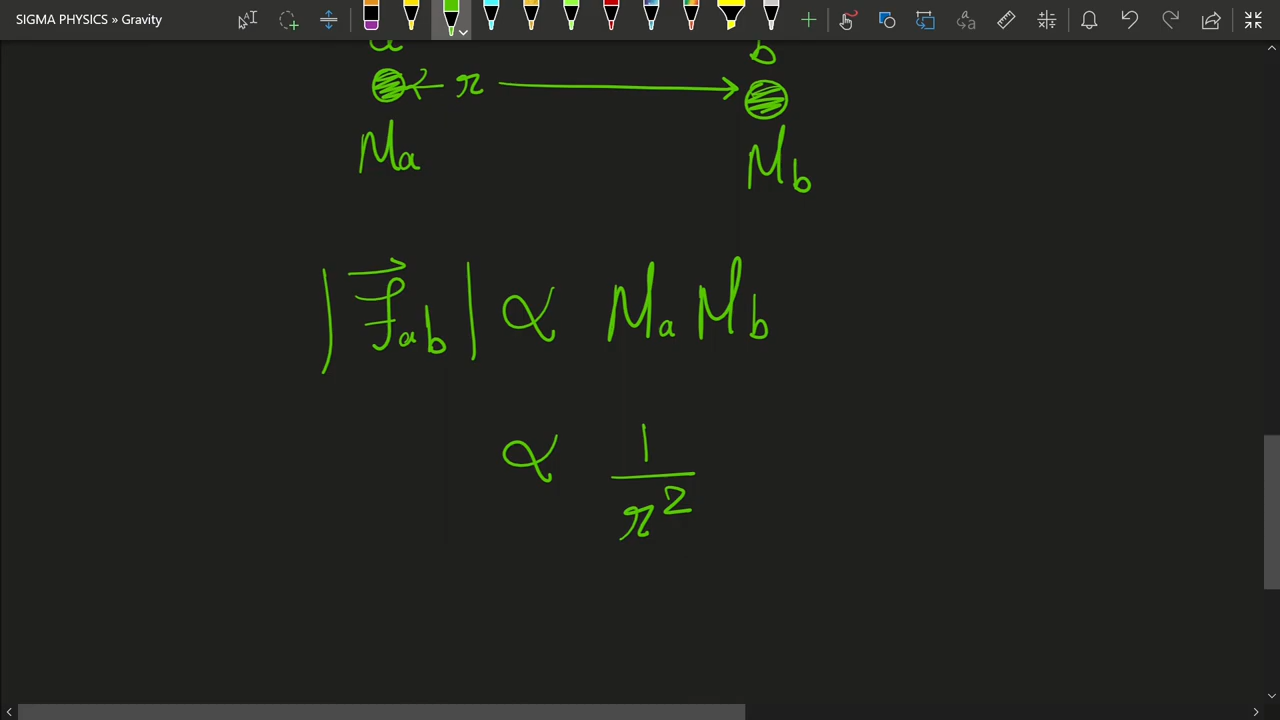 SIGMA PHYSICS » Gravity
a b
r
Ma Mb
|F⃗ab| ∝ Ma Mb
∝ 1/r²